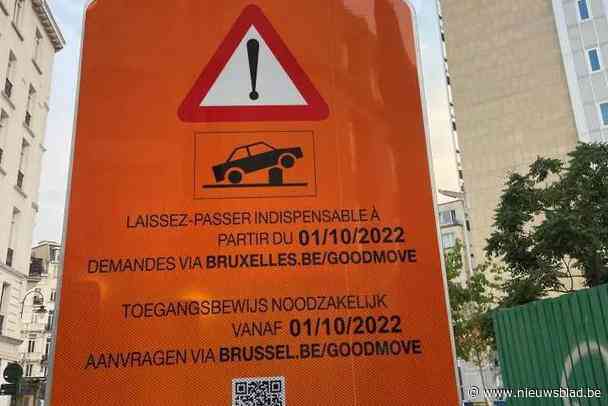 LAISSEZ-PASSER INDISPENSABLE À
PARTIR DU 01/10/2022
DEMANDES VIA BRUXELLES.BE/GOODMOVE
TOEGANGSBEWIJS NOODZAKELIJK
VANAF 01/10/2022
AANVRAGEN VIA BRUSSEL.BE/GOODMOVE
© www.nieuwsblad.be